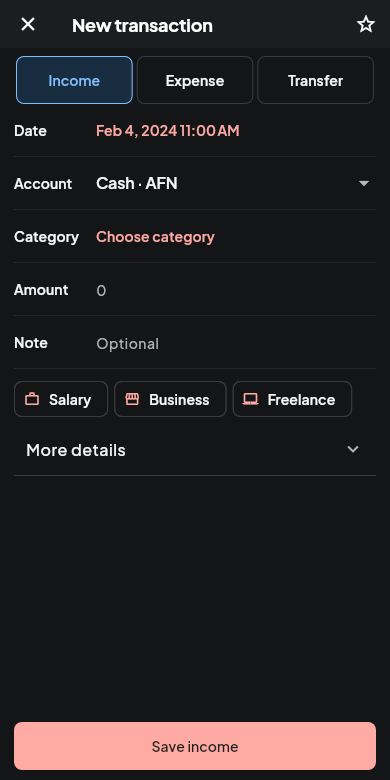 New transaction
Income Expense Transfer
Date Feb 4, 2024 11:00 AM
Account Cash · AFN
Category Choose category
Amount 0
Note Optional
Salary Business Freelance
More details
Save income